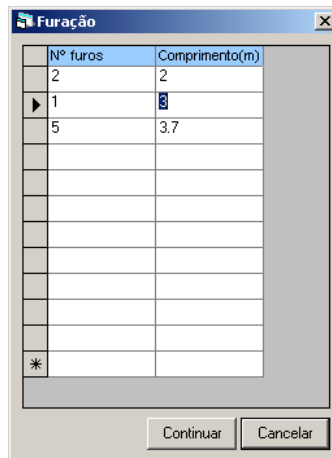 Furação
Nº furos Comprimento(m)
2 2
1 3
5 3.7
Continuar Cancelar